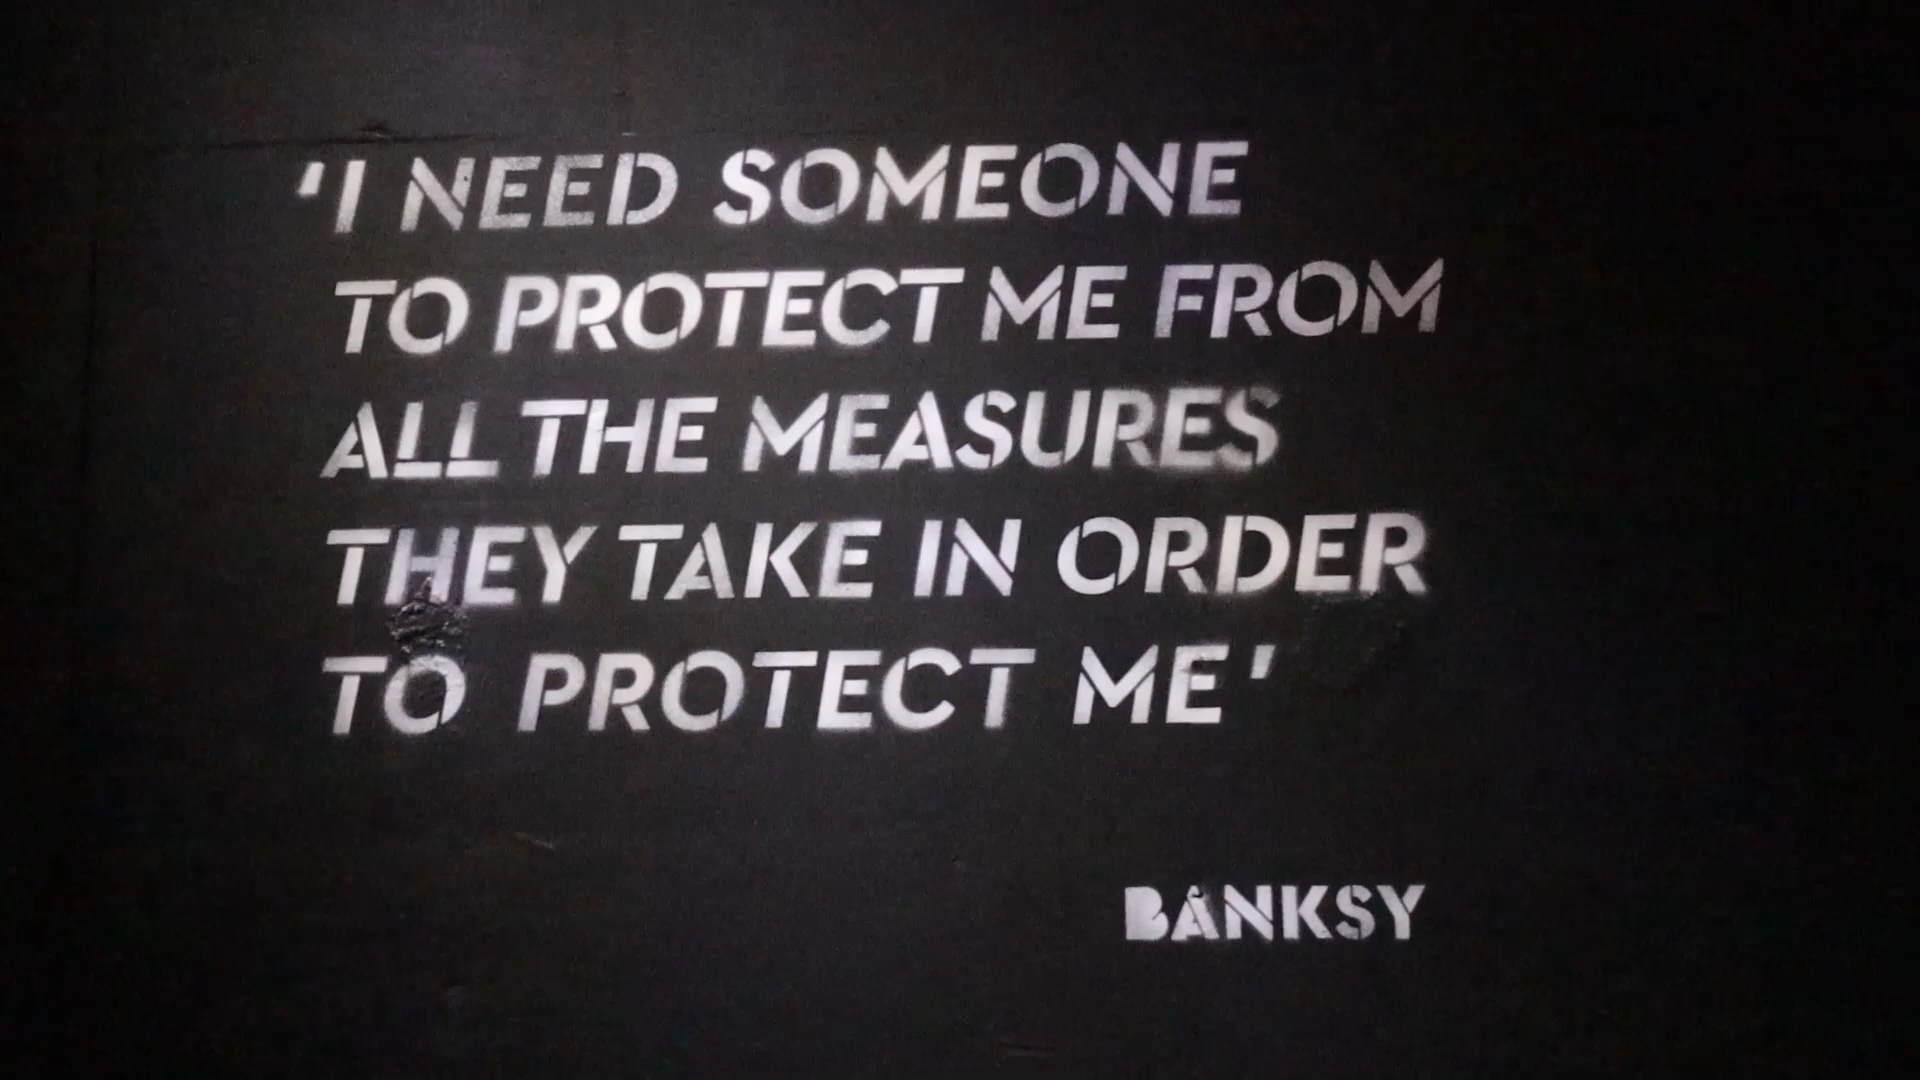 'I NEED SOMEONE
TO PROTECT ME FROM
ALL THE MEASURES
THEY TAKE IN ORDER
TO PROTECT ME'
BANKSY